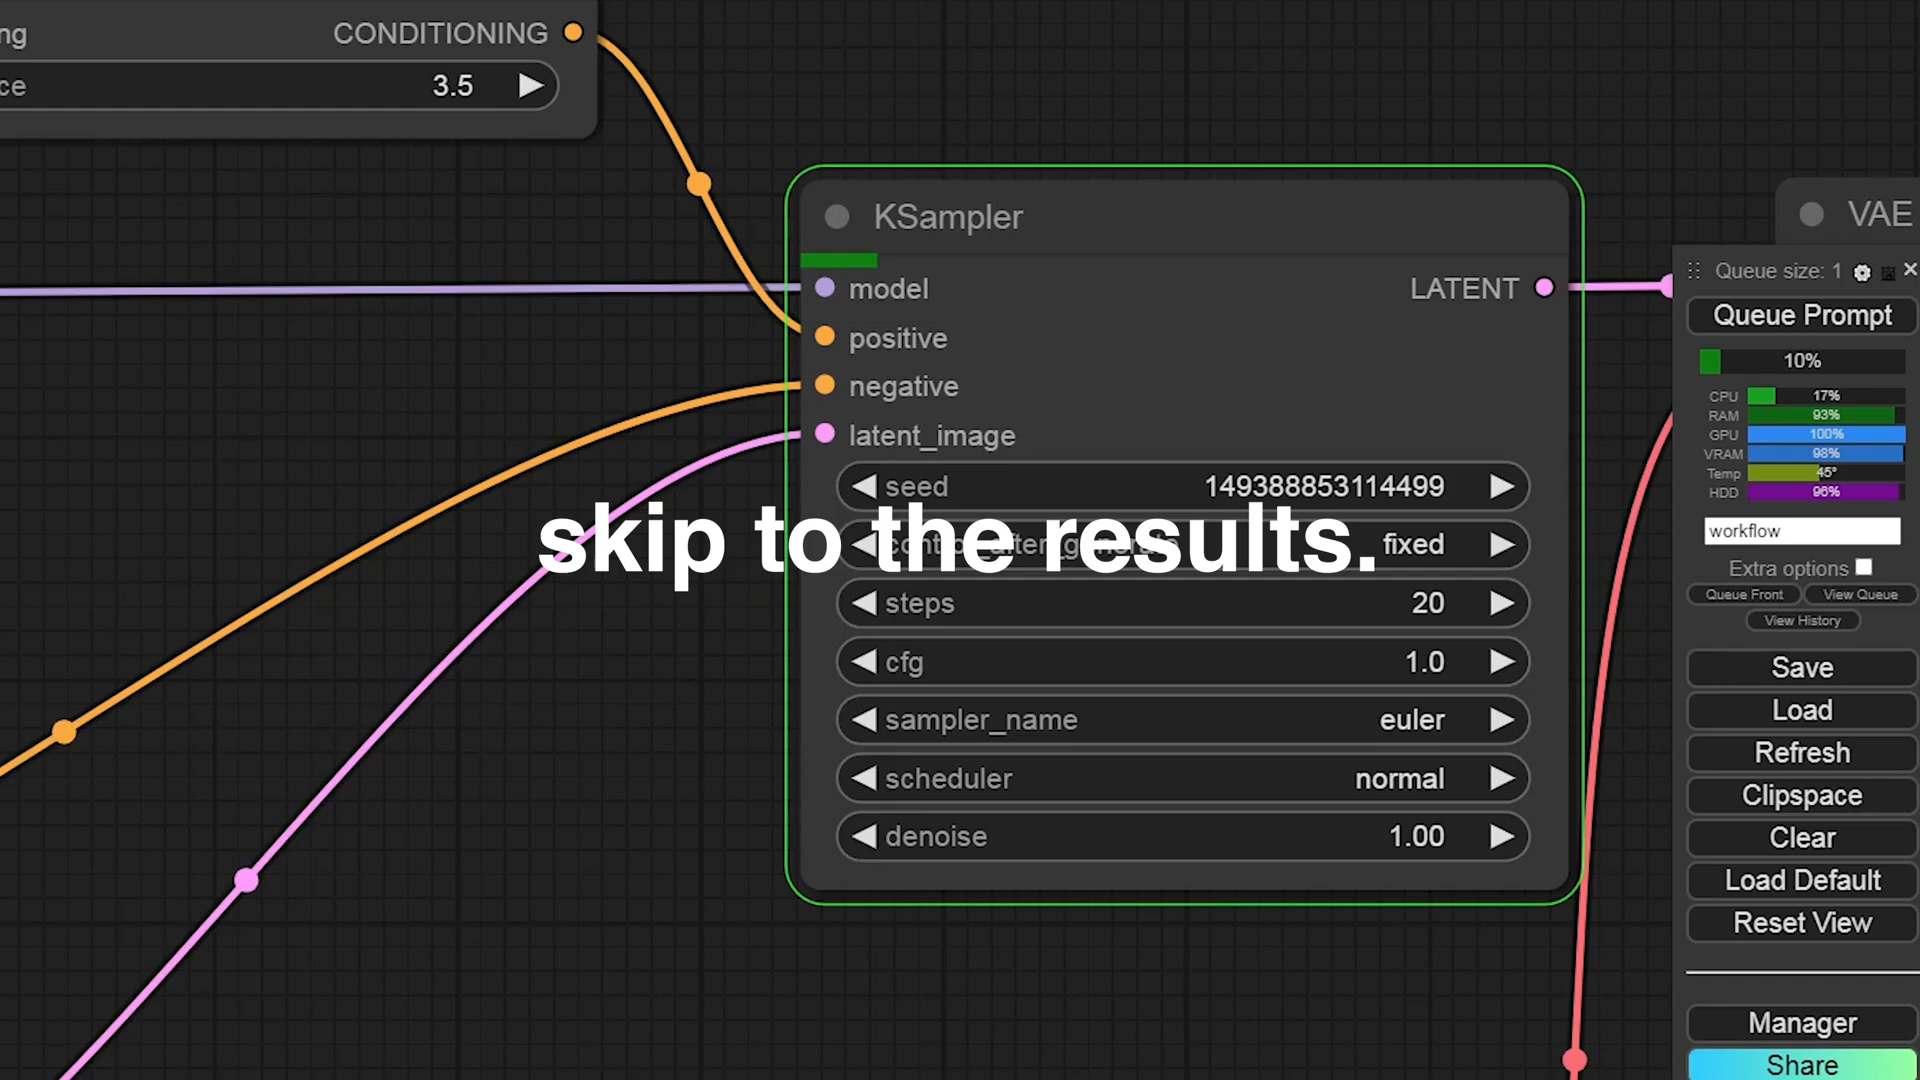 ng
CONDITIONING
ce
3.5
KSampler
VAE
model
LATENT
positive
negative
latent_image
seed
149388853114499
control_after_generate
fixed
skip to the results.
steps
20
cfg
1.0
sampler_name
euler
scheduler
normal
denoise
1.00
Queue size: 1
Queue Prompt
10%
CPU 17%
RAM 93%
GPU 100%
VRAM 98%
Temp 45°
HDD 96%
workflow
Extra options
Queue Front
View Queue
View History
Save
Load
Refresh
Clipspace
Clear
Load Default
Reset View
Manager
Share